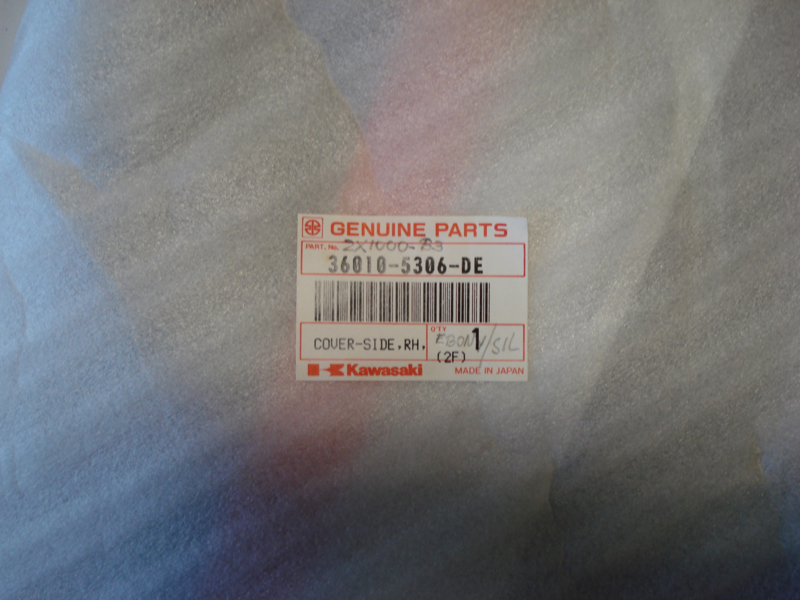 GENUINE PARTS
PART. No. ZX1000-B3
36010-5306-DE
COVER-SIDE,RH,
Q'TY
EBONY/SIL
1
(2F)
Kawasaki
MADE IN JAPAN